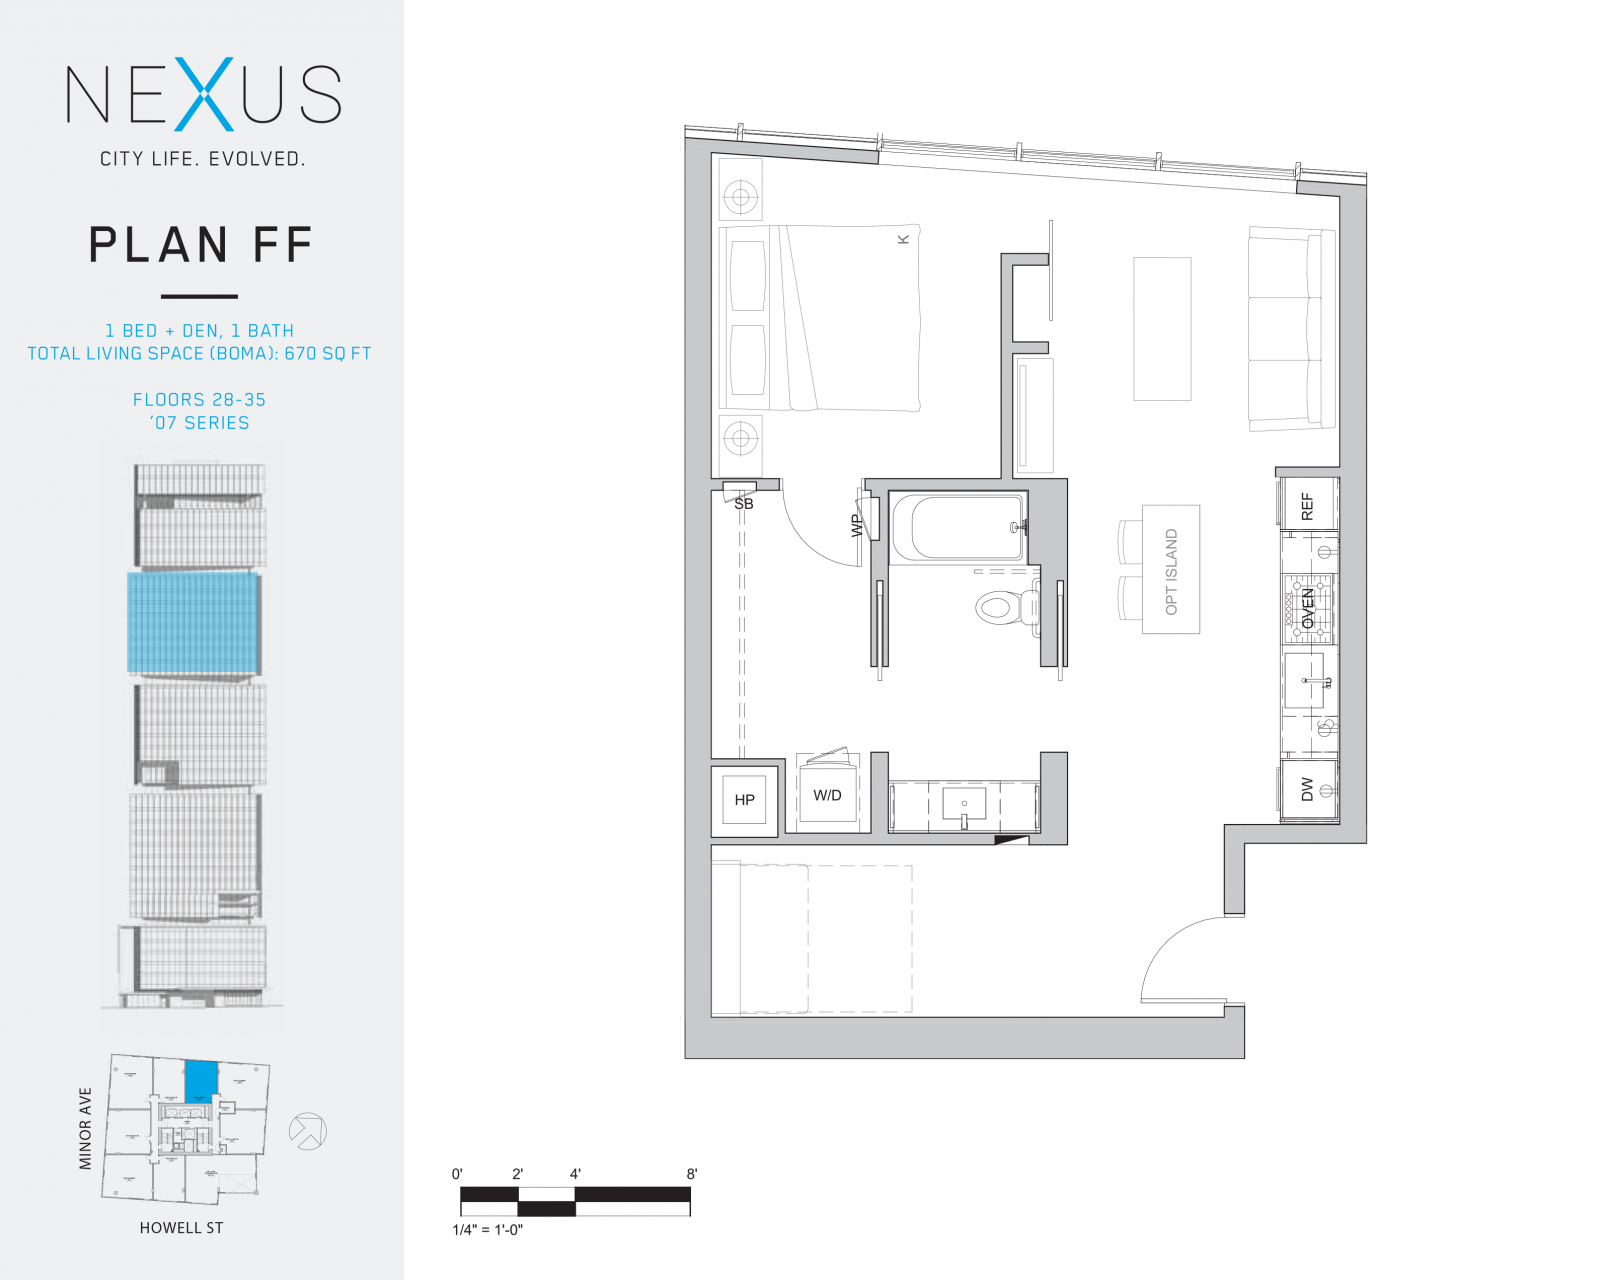 NEXUS
CITY LIFE. EVOLVED.
PLAN FF
1 BED + DEN, 1 BATH
TOTAL LIVING SPACE (BOMA): 670 SQ FT
FLOORS 28-35
'07 SERIES
MINOR AVE
HOWELL ST
K
SB
WP
REF
OPT ISLAND
OVEN
HP
W/D
DW
0' 2' 4' 8'
1/4" = 1'-0"